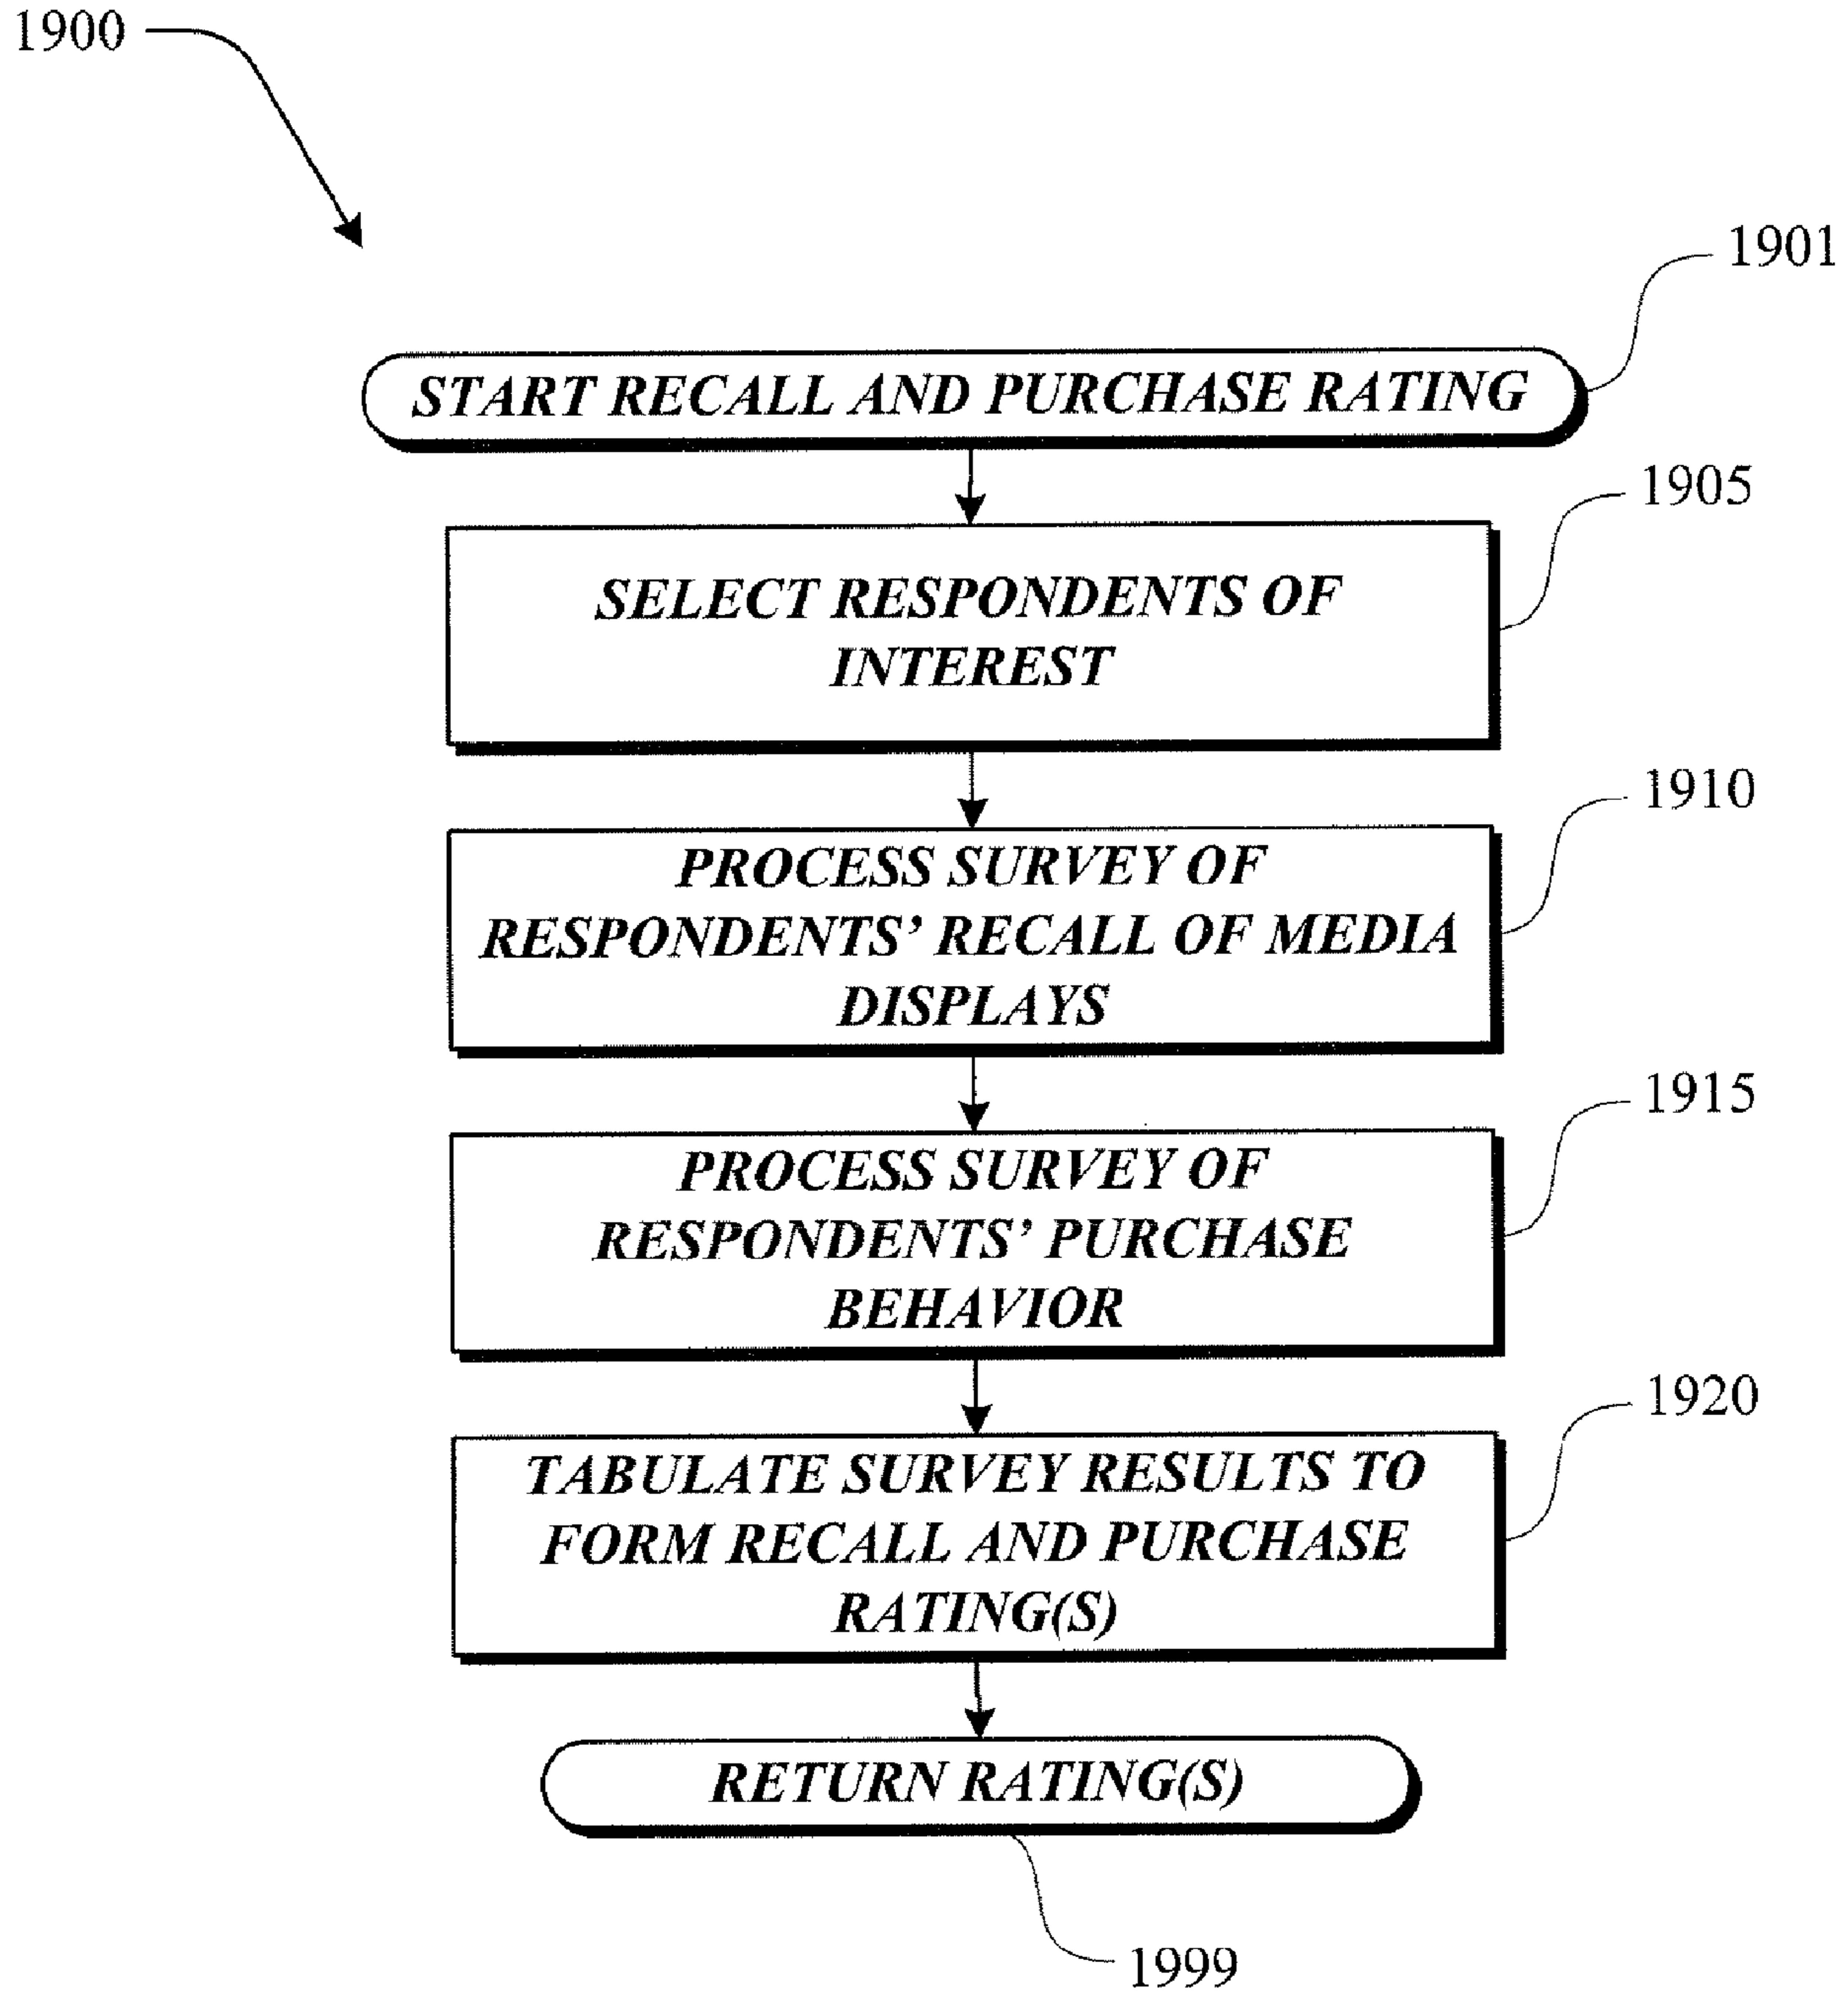 1900
1901
START RECALL AND PURCHASE RATING
1905
SELECT RESPONDENTS OF
INTEREST
1910
PROCESS SURVEY OF
RESPONDENTS’ RECALL OF MEDIA
DISPLAYS
1915
PROCESS SURVEY OF
RESPONDENTS’ PURCHASE
BEHAVIOR
1920
TABULATE SURVEY RESULTS TO
FORM RECALL AND PURCHASE
RATING(S)
RETURN RATING(S)
1999